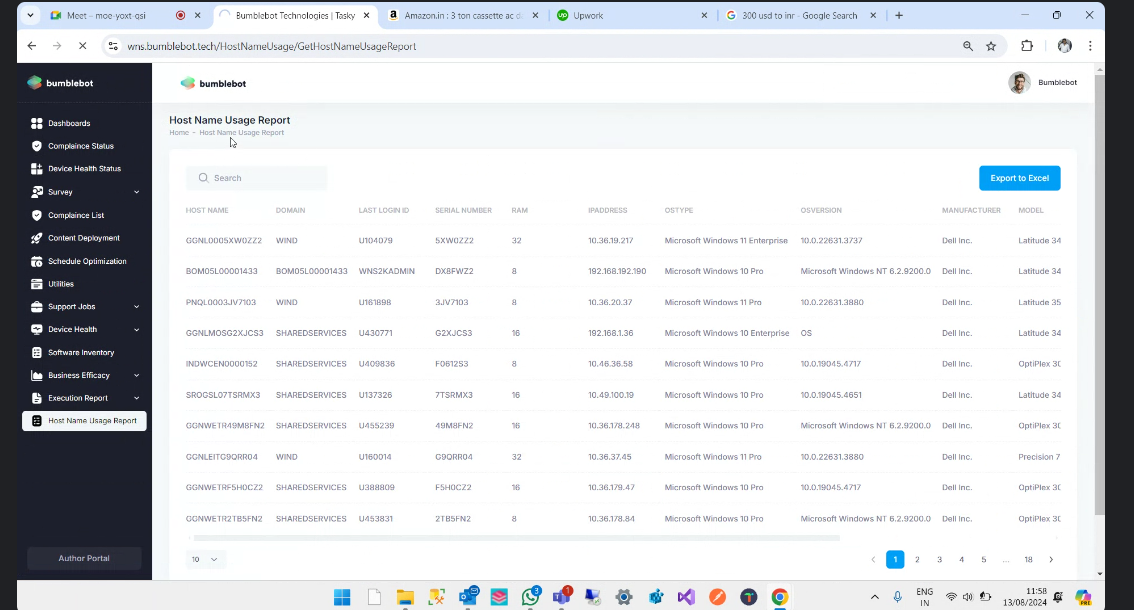 Meet – moe-yoxt-qsi
Bumblebot Technologies | Tasky
Amazon.in : 3 ton cassette ac d
Upwork
300 usd to inr - Google Search
wns.bumblebot.tech/HostNameUsage/GetHostNameUsageReport
bumblebot
Dashboards
Complaince Status
Device Health Status
Survey
Complaince List
Content Deployment
Schedule Optimization
Utilities
Support Jobs
Device Health
Software Inventory
Business Efficacy
Execution Report
Host Name Usage Report
Author Portal
bumblebot
Bumblebot
Host Name Usage Report
Home - Host Name Usage Report
Search
Export to Excel
HOST NAME DOMAIN LAST LOGIN ID SERIAL NUMBER RAM IPADDRESS OSTYPE OSVERSION MANUFACTURER MODEL
GGNL0005XW0ZZ2 WIND U104079 5XW0ZZ2 32 10.36.19.217 Microsoft Windows 11 Enterprise 10.0.22631.3737 Dell Inc. Latitude 34
BOM05L00001433 BOM05L00001433 WNS2KADMIN DX8FWZ2 8 192.168.192.190 Microsoft Windows 10 Pro Microsoft Windows NT 6.2.9200.0 Dell Inc. Latitude 34
PNQL0003JV7103 WIND U161898 3JV7103 8 10.36.20.37 Microsoft Windows 11 Pro 10.0.22631.3880 Dell Inc. Latitude 35
GGNLMOSG2XJCS3 SHAREDSERVICES U430771 G2XJCS3 16 192.168.1.36 Microsoft Windows 10 Enterprise OS Dell Inc. Latitude 34
INDWCEN0000152 SHAREDSERVICES U409836 F0612S3 8 10.46.36.58 Microsoft Windows 10 Pro 10.0.19045.4717 Dell Inc. OptiPlex 30
SROGSL07TSRMX3 SHAREDSERVICES U137326 7TSRMX3 16 10.49.100.19 Microsoft Windows 10 Pro 10.0.19045.4651 Dell Inc. Latitude 34
GGNWETR49M8FN2 SHAREDSERVICES U455239 49M8FN2 16 10.36.178.248 Microsoft Windows 10 Pro Microsoft Windows NT 6.2.9200.0 Dell Inc. OptiPlex 30
GGNLEITG9QRR04 WIND U160014 G9QRR04 32 10.36.37.45 Microsoft Windows 11 Pro 10.0.22631.3880 Dell Inc. Precision 7
GGNWETRF5H0CZ2 SHAREDSERVICES U388809 F5H0CZ2 16 10.36.179.47 Microsoft Windows 10 Pro 10.0.19045.4717 Dell Inc. OptiPlex 30
GGNWETR2TB5FN2 SHAREDSERVICES U453831 2TB5FN2 8 10.36.178.84 Microsoft Windows 10 Pro Microsoft Windows NT 6.2.9200.0 Dell Inc. OptiPlex 30
10
1 2 3 4 5 ... 18
3
1
ENG
IN
11:58
13/08/2024
PRE